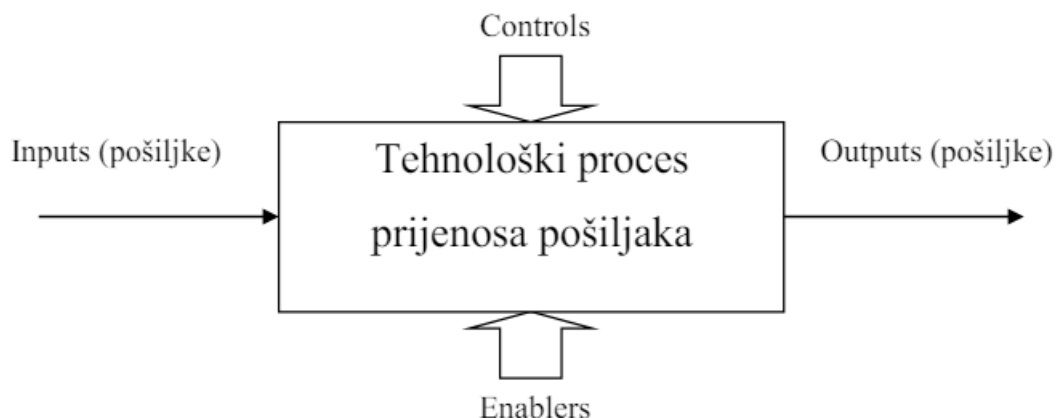 Controls
Inputs (pošiljke)
Tehnološki proces
prijenosa pošiljaka
Outputs (pošiljke)
Enablers